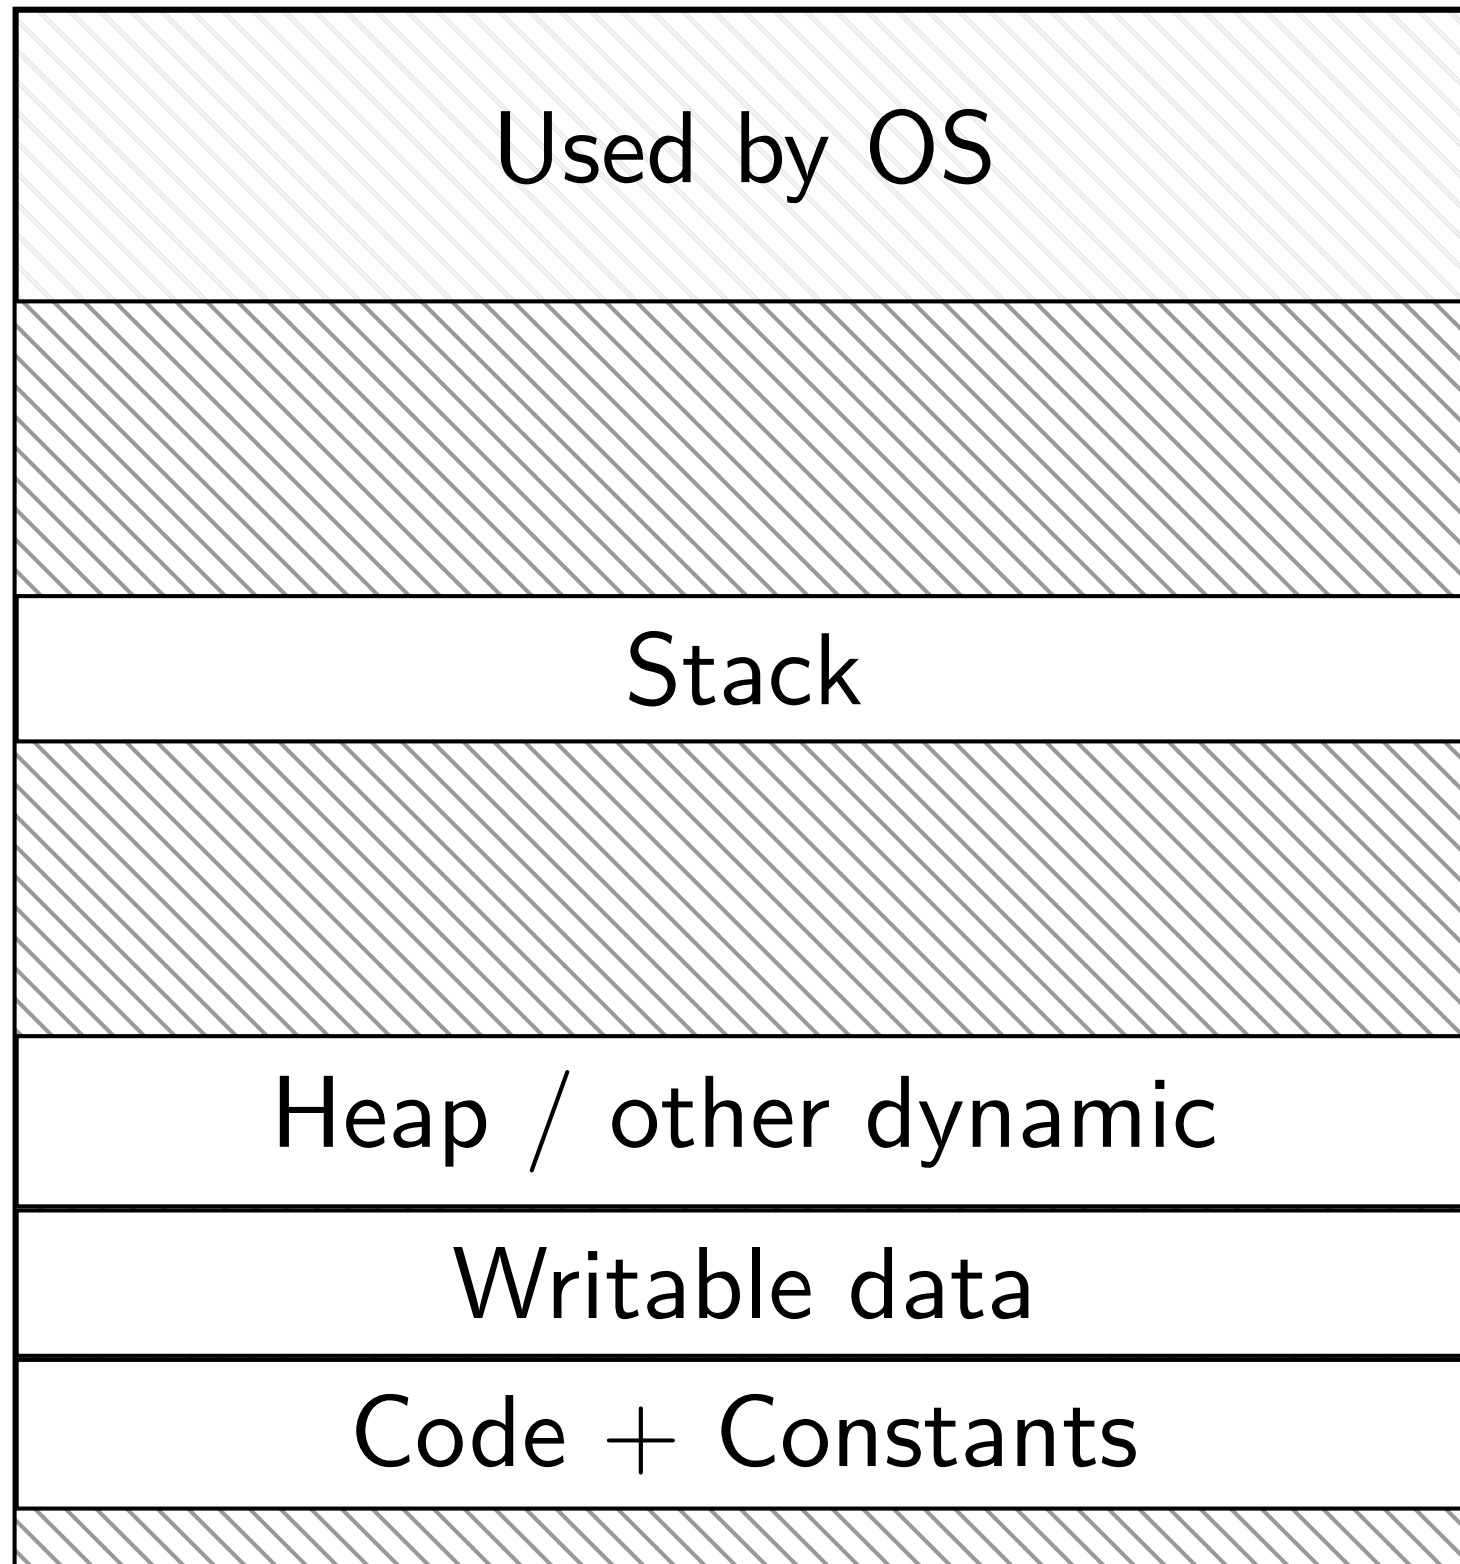 Used by OS
Stack
Heap / other dynamic
Writable data
Code + Constants